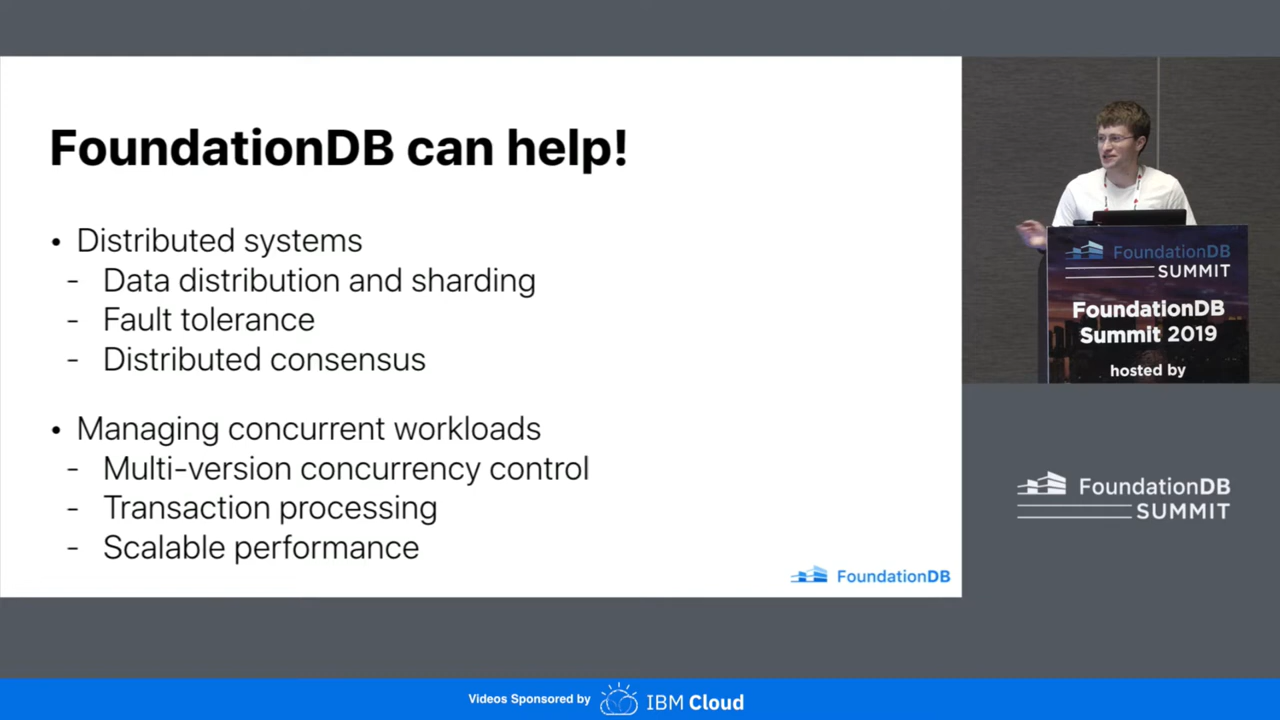 FoundationDB can help!
• Distributed systems
- Data distribution and sharding
- Fault tolerance
- Distributed consensus
• Managing concurrent workloads
- Multi-version concurrency control
- Transaction processing
- Scalable performance
FoundationDB
FoundationDB
SUMMIT
FoundationDB
Summit 2019
hosted by
FoundationDB
SUMMIT
Videos Sponsored by IBM Cloud